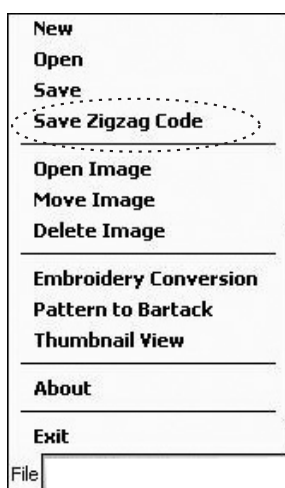 New
Open
Save
Save Zigzag Code
Open Image
Move Image
Delete Image
Embroidery Conversion
Pattern to Bartack
Thumbnail View
About
Exit
File